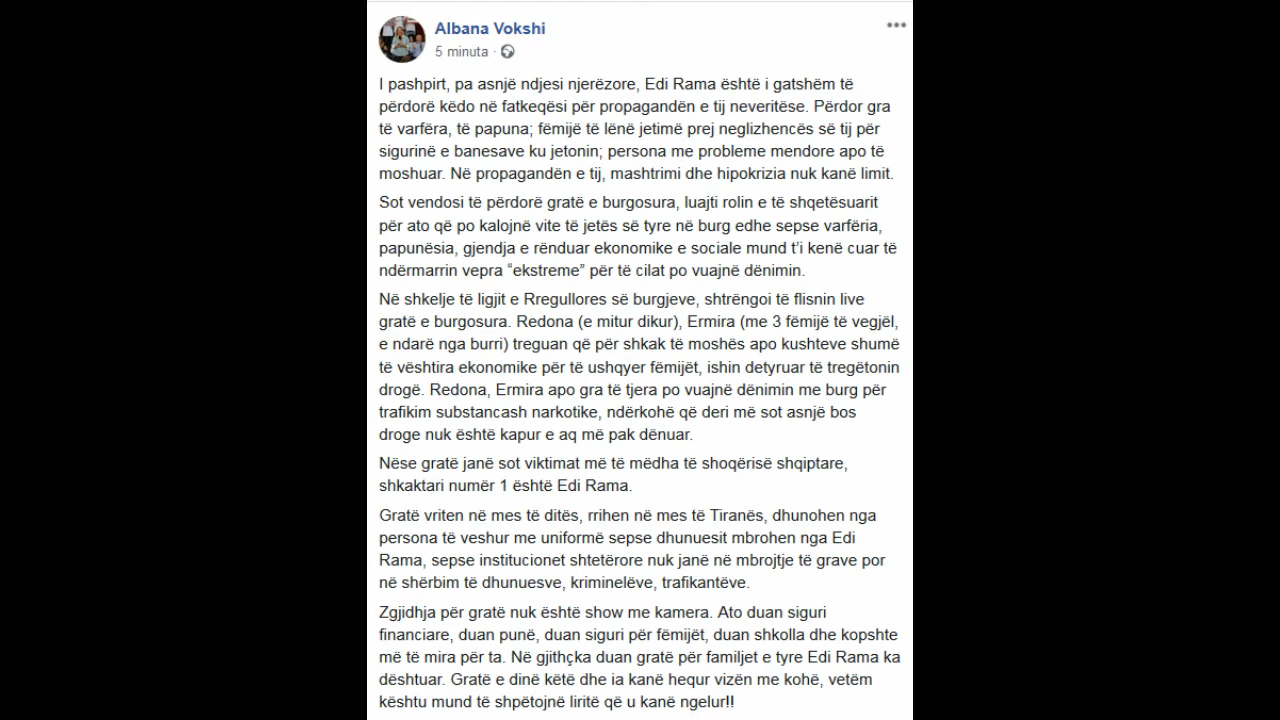 Albana Vokshi
5 minuta ·
I pashpirt, pa asnjë ndjesi njerëzore, Edi Rama është i gatshëm të
përdorë këdo në fatkeqësi për propagandën e tij neveritëse. Përdor gra
të varfëra, të papuna; fëmijë të lënë jetimë prej neglizhencës së tij për
sigurinë e banesave ku jetonin; persona me probleme mendore apo të
moshuar. Në propagandën e tij, mashtrimi dhe hipokrizia nuk kanë limit.
Sot vendosi të përdorë gratë e burgosura, luajti rolin e të shqetësuarit
për ato që po kalojnë vite të jetës së tyre në burg edhe sepse varfëria,
papunësia, gjendja e rënduar ekonomike e sociale mund t'i kenë cuar të
ndërmarrin vepra “ekstreme” për të cilat po vuajnë dënimin.
Në shkelje të ligjit e Rregullores së burgjeve, shtrëngoi të flisnin live
gratë e burgosura. Redona (e mitur dikur), Ermira (me 3 fëmijë të vegjël,
e ndarë nga burri) treguan që për shkak të moshës apo kushteve shumë
të vështira ekonomike për të ushqyer fëmijët, ishin detyruar të tregëtonin
drogë. Redona, Ermira apo gra të tjera po vuajnë dënimin me burg për
trafikim substancash narkotike, ndërkohë që deri më sot asnjë bos
droge nuk është kapur e aq më pak dënuar.
Nëse gratë janë sot viktimat më të mëdha të shoqërisë shqiptare,
shkaktari numër 1 është Edi Rama.
Gratë vriten në mes të ditës, rrihen në mes të Tiranës, dhunohen nga
persona të veshur me uniformë sepse dhunuesit mbrohen nga Edi
Rama, sepse institucionet shtetërore nuk janë në mbrojtje të grave por
në shërbim të dhunuesve, kriminelëve, trafikantëve.
Zgjidhja për gratë nuk është show me kamera. Ato duan siguri
financiare, duan punë, duan siguri për fëmijët, duan shkolla dhe kopshte
më të mira për ta. Në gjithçka duan gratë për familjet e tyre Edi Rama ka
dështuar. Gratë e dinë këtë dhe ia kanë hequr vizën me kohë, vetëm
kështu mund të shpëtojnë liritë që u kanë ngelur!!